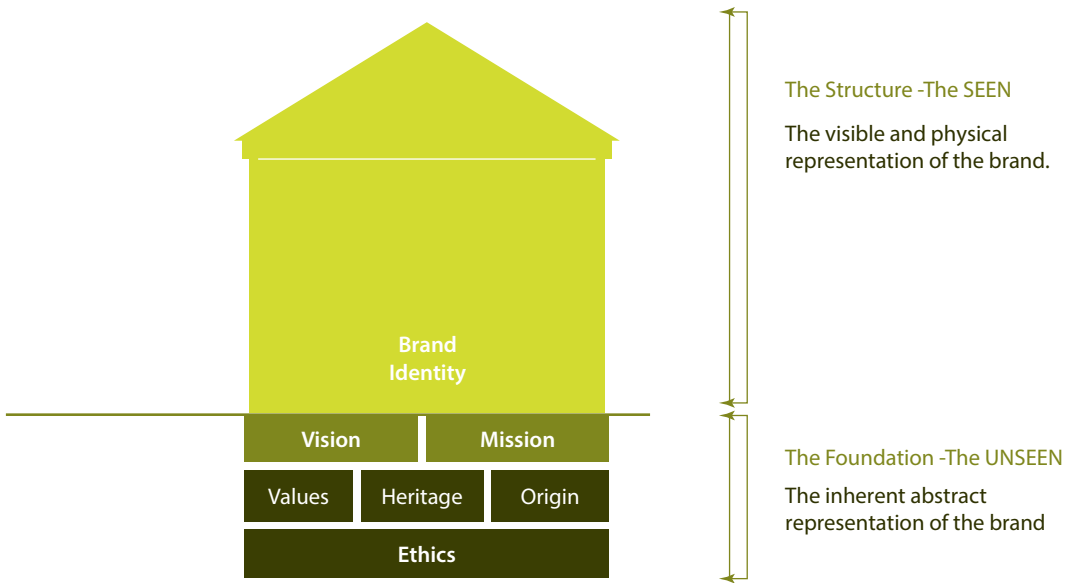 The Structure -The SEEN
The visible and physical
representation of the brand.
Brand
Identity
Vision Mission
Values Heritage Origin
Ethics
The Foundation -The UNSEEN
The inherent abstract
representation of the brand